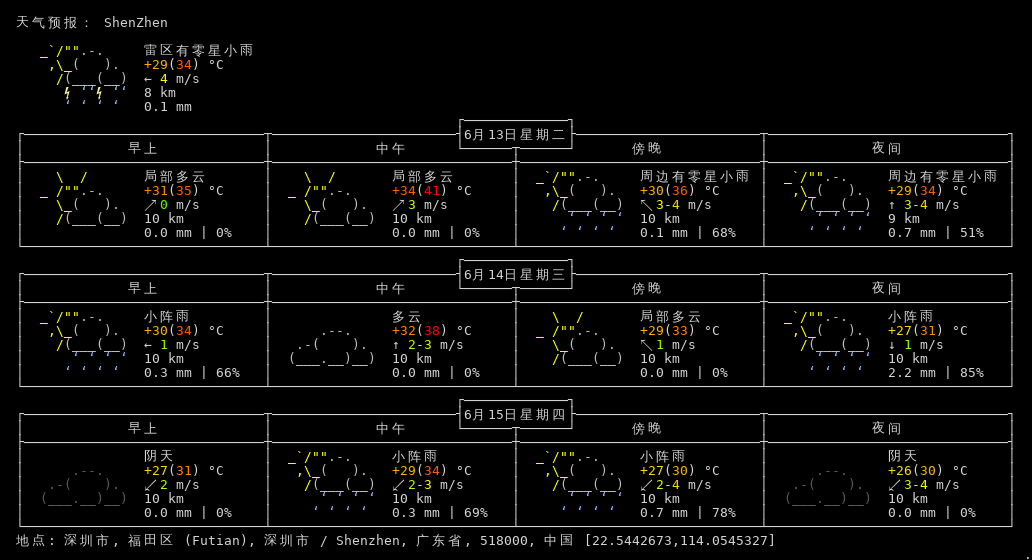 天气预报： ShenZhen
雷区有零星小雨
+29(34) °C
← 4 m/s
8 km
0.1 mm
6月13日星期二
早上 中午 傍晚 夜间
局部多云 局部多云 周边有零星小雨 周边有零星小雨
+31(35) °C +34(41) °C +30(36) °C +29(34) °C
↗ 0 m/s ↗ 3 m/s ↖ 3-4 m/s ↑ 3-4 m/s
10 km 10 km 10 km 9 km
0.0 mm | 0% 0.0 mm | 0% 0.1 mm | 68% 0.7 mm | 51%
6月14日星期三
早上 中午 傍晚 夜间
小阵雨 多云 局部多云 小阵雨
+30(34) °C +32(38) °C +29(33) °C +27(31) °C
← 1 m/s ↑ 2-3 m/s ↖ 1 m/s ↓ 1 m/s
10 km 10 km 10 km 10 km
0.3 mm | 66% 0.0 mm | 0% 0.0 mm | 0% 2.2 mm | 85%
6月15日星期四
早上 中午 傍晚 夜间
阴天 小阵雨 小阵雨 阴天
+27(31) °C +29(34) °C +27(30) °C +26(30) °C
↙ 2 m/s ↙ 2-3 m/s ↙ 2-4 m/s ↙ 3-4 m/s
10 km 10 km 10 km 10 km
0.0 mm | 0% 0.3 mm | 69% 0.7 mm | 78% 0.0 mm | 0%
地点: 深圳市, 福田区 (Futian), 深圳市 / Shenzhen, 广东省, 518000, 中国 [22.5442673,114.0545327]